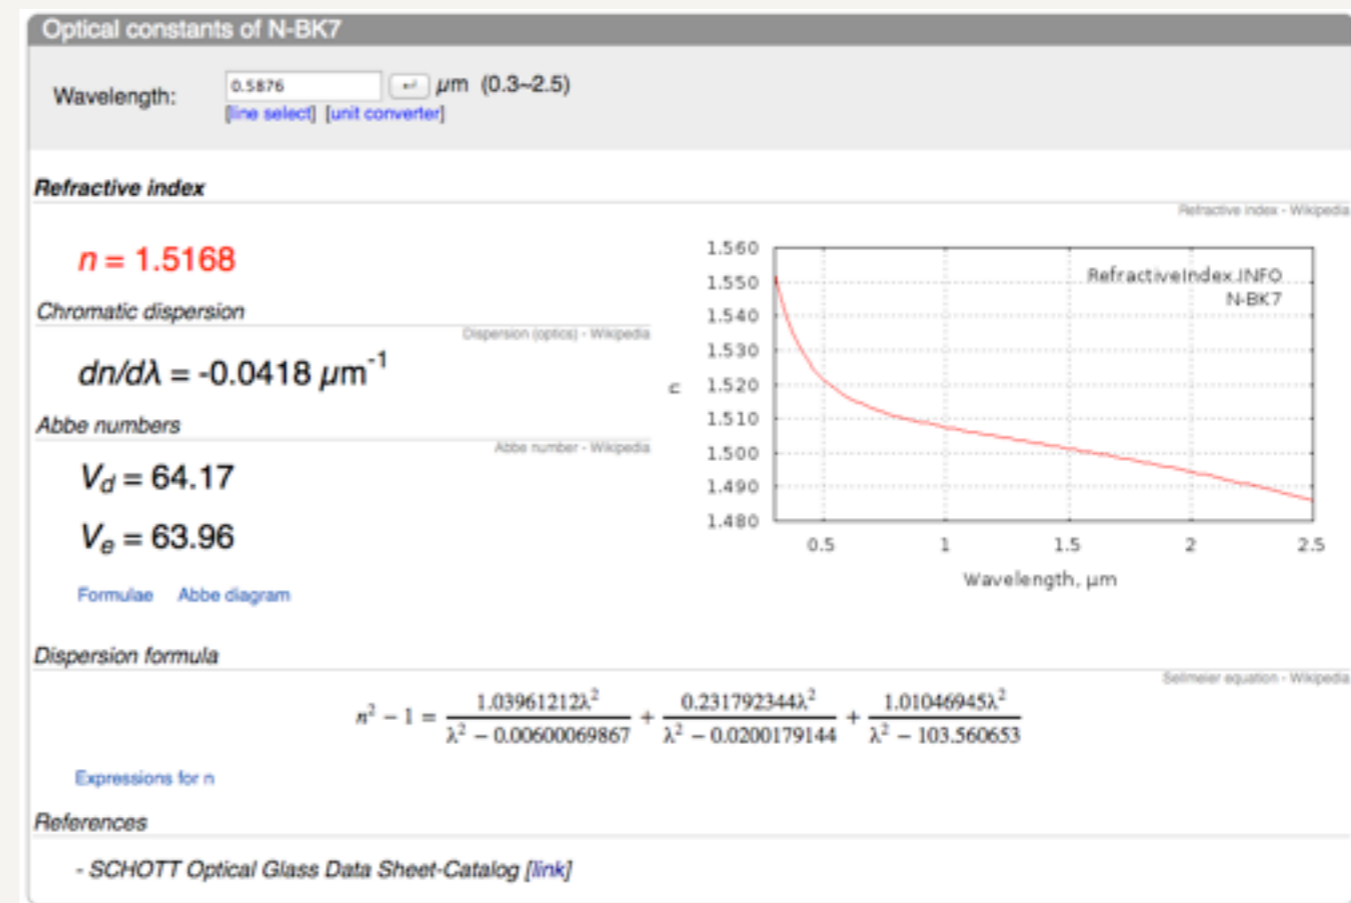 Optical constants of N-BK7
Wavelength: 0.5876 ↵ μm (0.3~2.5)
[line select] [unit converter]
Refractive index
Refractive index - Wikipedia
n = 1.5168
Chromatic dispersion
Dispersion (optics) - Wikipedia
dn/dλ = -0.0418 μm⁻¹
Abbe numbers
Abbe number - Wikipedia
V_d = 64.17
V_e = 63.96
Formulae Abbe diagram
1.560
1.550
1.540
1.530
1.520
1.510
1.500
1.490
1.480
n
RefractiveIndex.INFO
N-BK7
0.5 1 1.5 2 2.5
Wavelength, μm
Dispersion formula
Sellmeier equation - Wikipedia
n² − 1 = 1.03961212λ² / (λ² − 0.00600069867) + 0.231792344λ² / (λ² − 0.0200179144) + 1.01046945λ² / (λ² − 103.560653)
Expressions for n
References
- SCHOTT Optical Glass Data Sheet-Catalog [link]